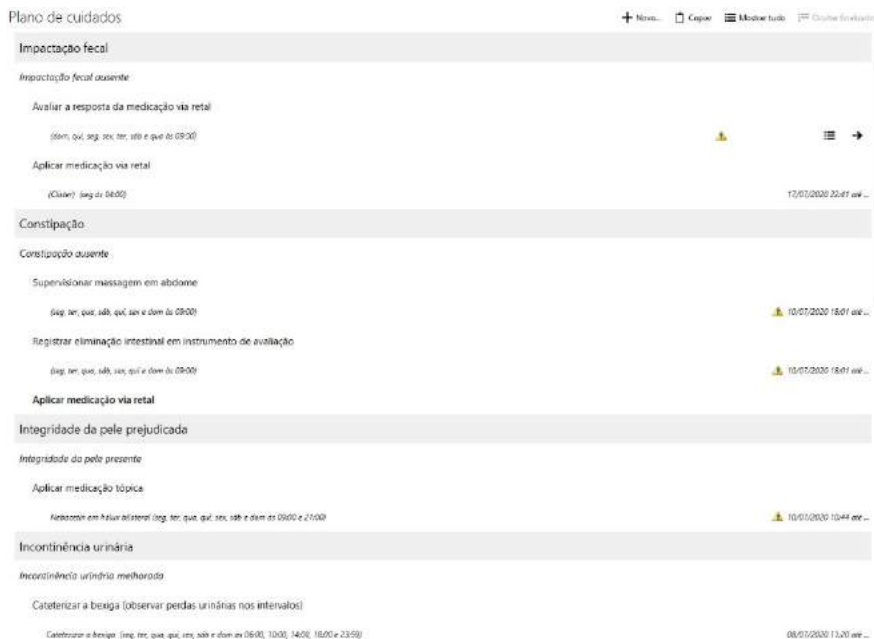 Plano de cuidados
Novo... Copiar Mostrar tudo Ocultar finalizado
Impactação fecal
Impactação fecal ausente
Avaliar a resposta da medicação via retal
(dom, qui, seg, sex, ter, sáb e qua às 09:00)
Aplicar medicação via retal
(Clister) (seg às 04:00) 17/07/2020 22:41 até ...
Constipação
Constipação ausente
Supervisionar massagem em abdome
(seg, ter, qua, sáb, qui, sex e dom às 09:00) 10/07/2020 18:01 até ...
Registrar eliminação intestinal em instrumento de avaliação
(seg, ter, qua, sáb, sex, qui e dom às 09:00) 10/07/2020 18:01 até ...
Aplicar medicação via retal
Integridade da pele prejudicada
Integridade da pele presente
Aplicar medicação tópica
Nebacetin em hálux bilateral (seg, ter, qua, qui, sex, sáb e dom às 09:00 e 21:00) 10/07/2020 10:44 até ...
Incontinência urinária
Incontinência urinária melhorada
Cateterizar a bexiga (observar perdas urinárias nos intervalos)
Cateterizar a bexiga (seg, ter, qua, qui, sex, sáb e dom às 06:00, 10:00, 14:00, 18:00 e 23:59) 08/07/2020 11:20 até ...